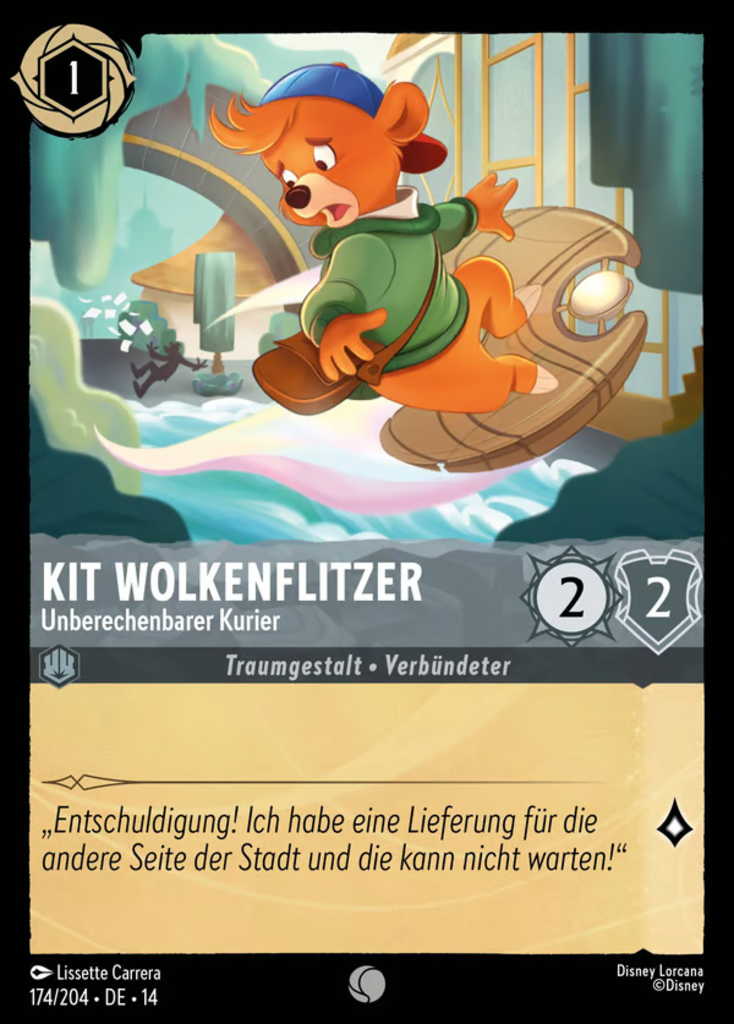 1
KIT WOLKENFLITZER
Unberechenbarer Kurier
2
2
Traumgestalt • Verbündeter
„Entschuldigung! Ich habe eine Lieferung für die
andere Seite der Stadt und die kann nicht warten!“
Lissette Carrera
174/204 • DE • 14
Disney Lorcana
©Disney